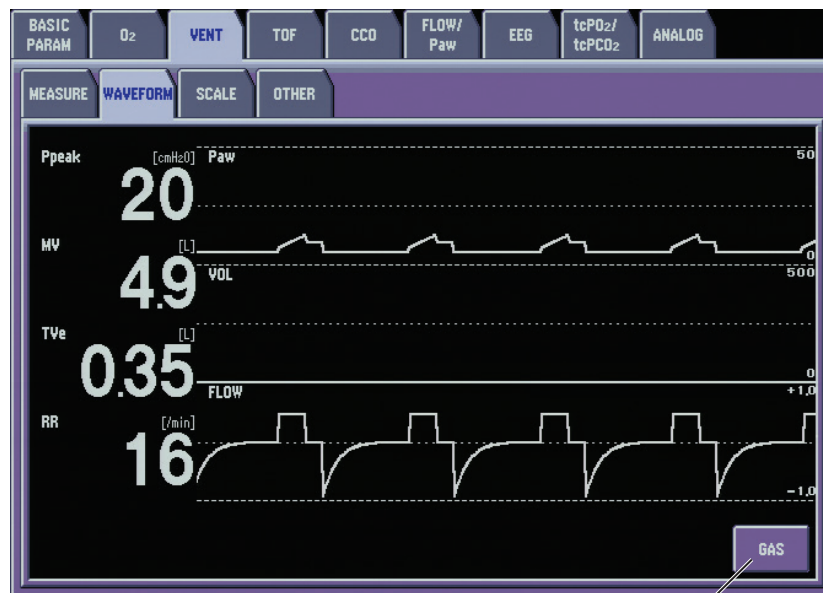 BASIC PARAM O2 VENT TOF CCO FLOW/ Paw EEG tcPO2/ tcPCO2 ANALOG
MEASURE WAVEFORM SCALE OTHER
Ppeak [cmH2O] Paw 50
20
MV [L] 0
VOL 500
4.9
TVe [L]
0.35 0
FLOW +1.0
RR [/min]
16
-1.0
GAS